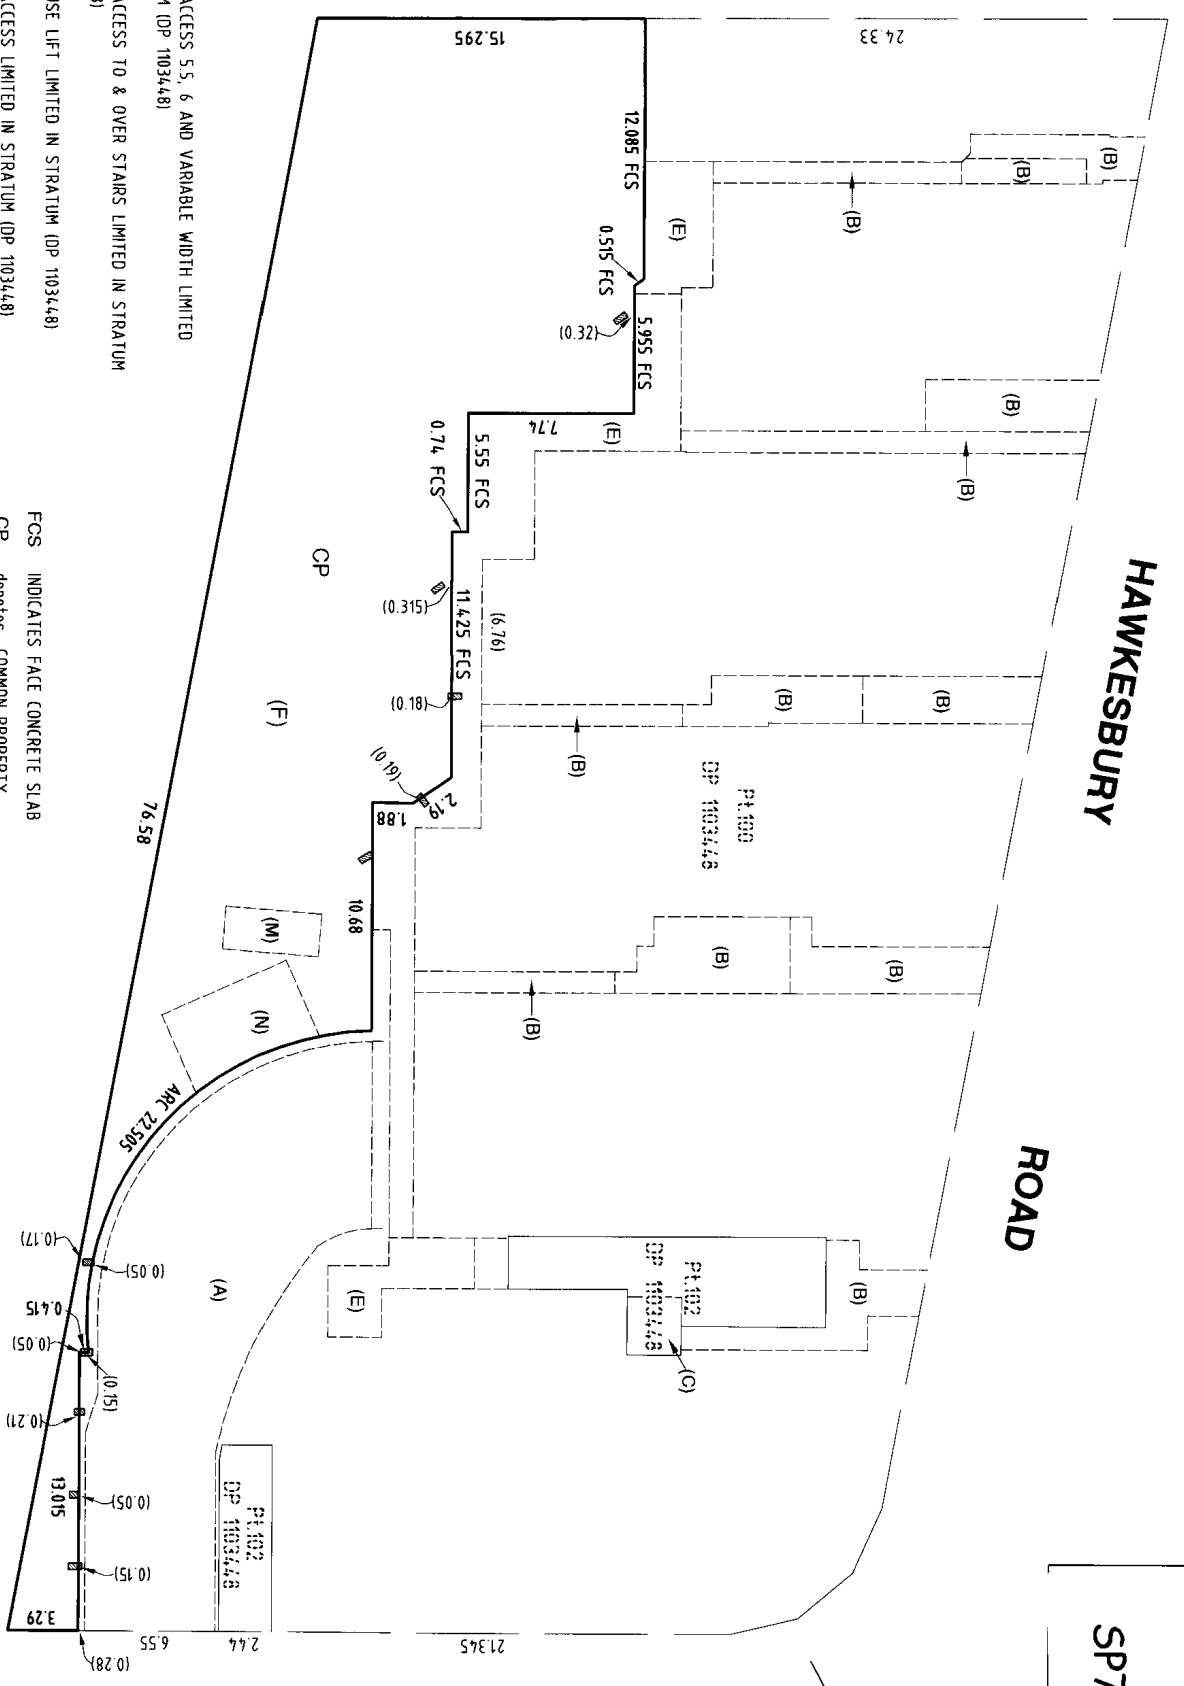 HAWKESBURY
ROAD
SP7
24.33
15.295
12.085 FCS
0.515 FCS
(0.32)
5.955 FCS
7.74
5.55 FCS
0.74 FCS
(0.315)
11.425 FCS
(6.76)
(0.18)
(0.19)
2.19
1.88
10.68
ARC 22.505
76.58
(0.17)
(0.05)
0.415
(0.05)
(0.15)
(0.21)
13.015
(0.05)
(0.15)
3.29
(0.28)
6.55
2.44
21.345
(B)
(B)
(B)
(E)
(B)
(B)
(E)
(B)
(B)
(B)
Pt.100
DP 1103448
(B)
(B)
(B)
(B)
Pt.102
DP 1103448
(C)
(E)
(A)
Pt.102
DP 1103448
CP
(F)
(M)
(N)
ACCESS 5.5, 6 AND VARIABLE WIDTH LIMITED
M (DP 1103448)
ACCESS TO & OVER STAIRS LIMITED IN STRATUM
USE LIFT LIMITED IN STRATUM (DP 1103448)
ACCESS LIMITED IN STRATUM (DP 1103448)
FCS INDICATES FACE CONCRETE SLAB
CP denotes COMMON PROPERTY